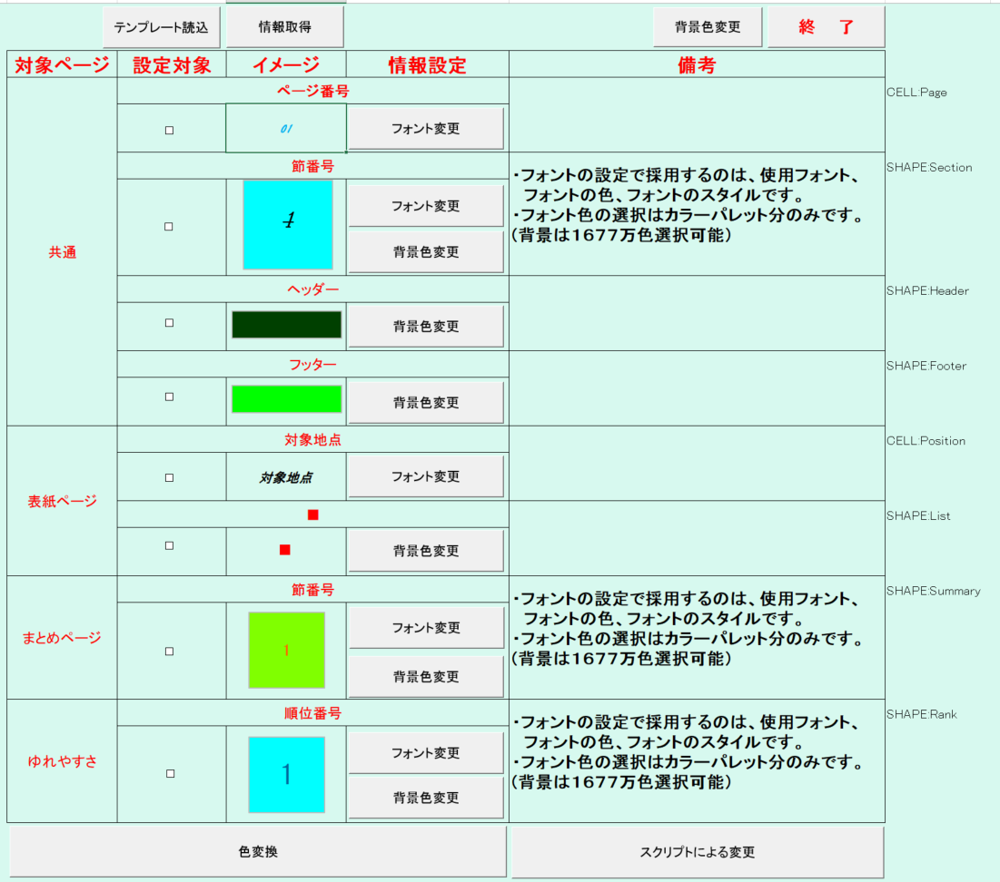 テンプレート読込 情報取得 背景色変更 終 了
対象ページ 設定対象 イメージ 情報設定 備考
ページ番号 CELL:Page
01 フォント変更
節番号 SHAPE:Section
・フォントの設定で採用するのは、使用フォント、
フォントの色、フォントのスタイルです。
・フォント色の選択はカラーパレット分のみです。
(背景は1677万色選択可能)
1 フォント変更
背景色変更
共通
ヘッダー SHAPE:Header
背景色変更
フッター SHAPE:Footer
背景色変更
対象地点 CELL:Position
対象地点 フォント変更
表紙ページ
■ SHAPE:List
■ 背景色変更
節番号 SHAPE:Summary
・フォントの設定で採用するのは、使用フォント、
フォントの色、フォントのスタイルです。
・フォント色の選択はカラーパレット分のみです。
(背景は1677万色選択可能)
まとめページ
1 フォント変更
背景色変更
順位番号 SHAPE:Rank
・フォントの設定で採用するのは、使用フォント、
フォントの色、フォントのスタイルです。
・フォント色の選択はカラーパレット分のみです。
(背景は1677万色選択可能)
ゆれやすさ
1 フォント変更
背景色変更
色変換 スクリプトによる変更